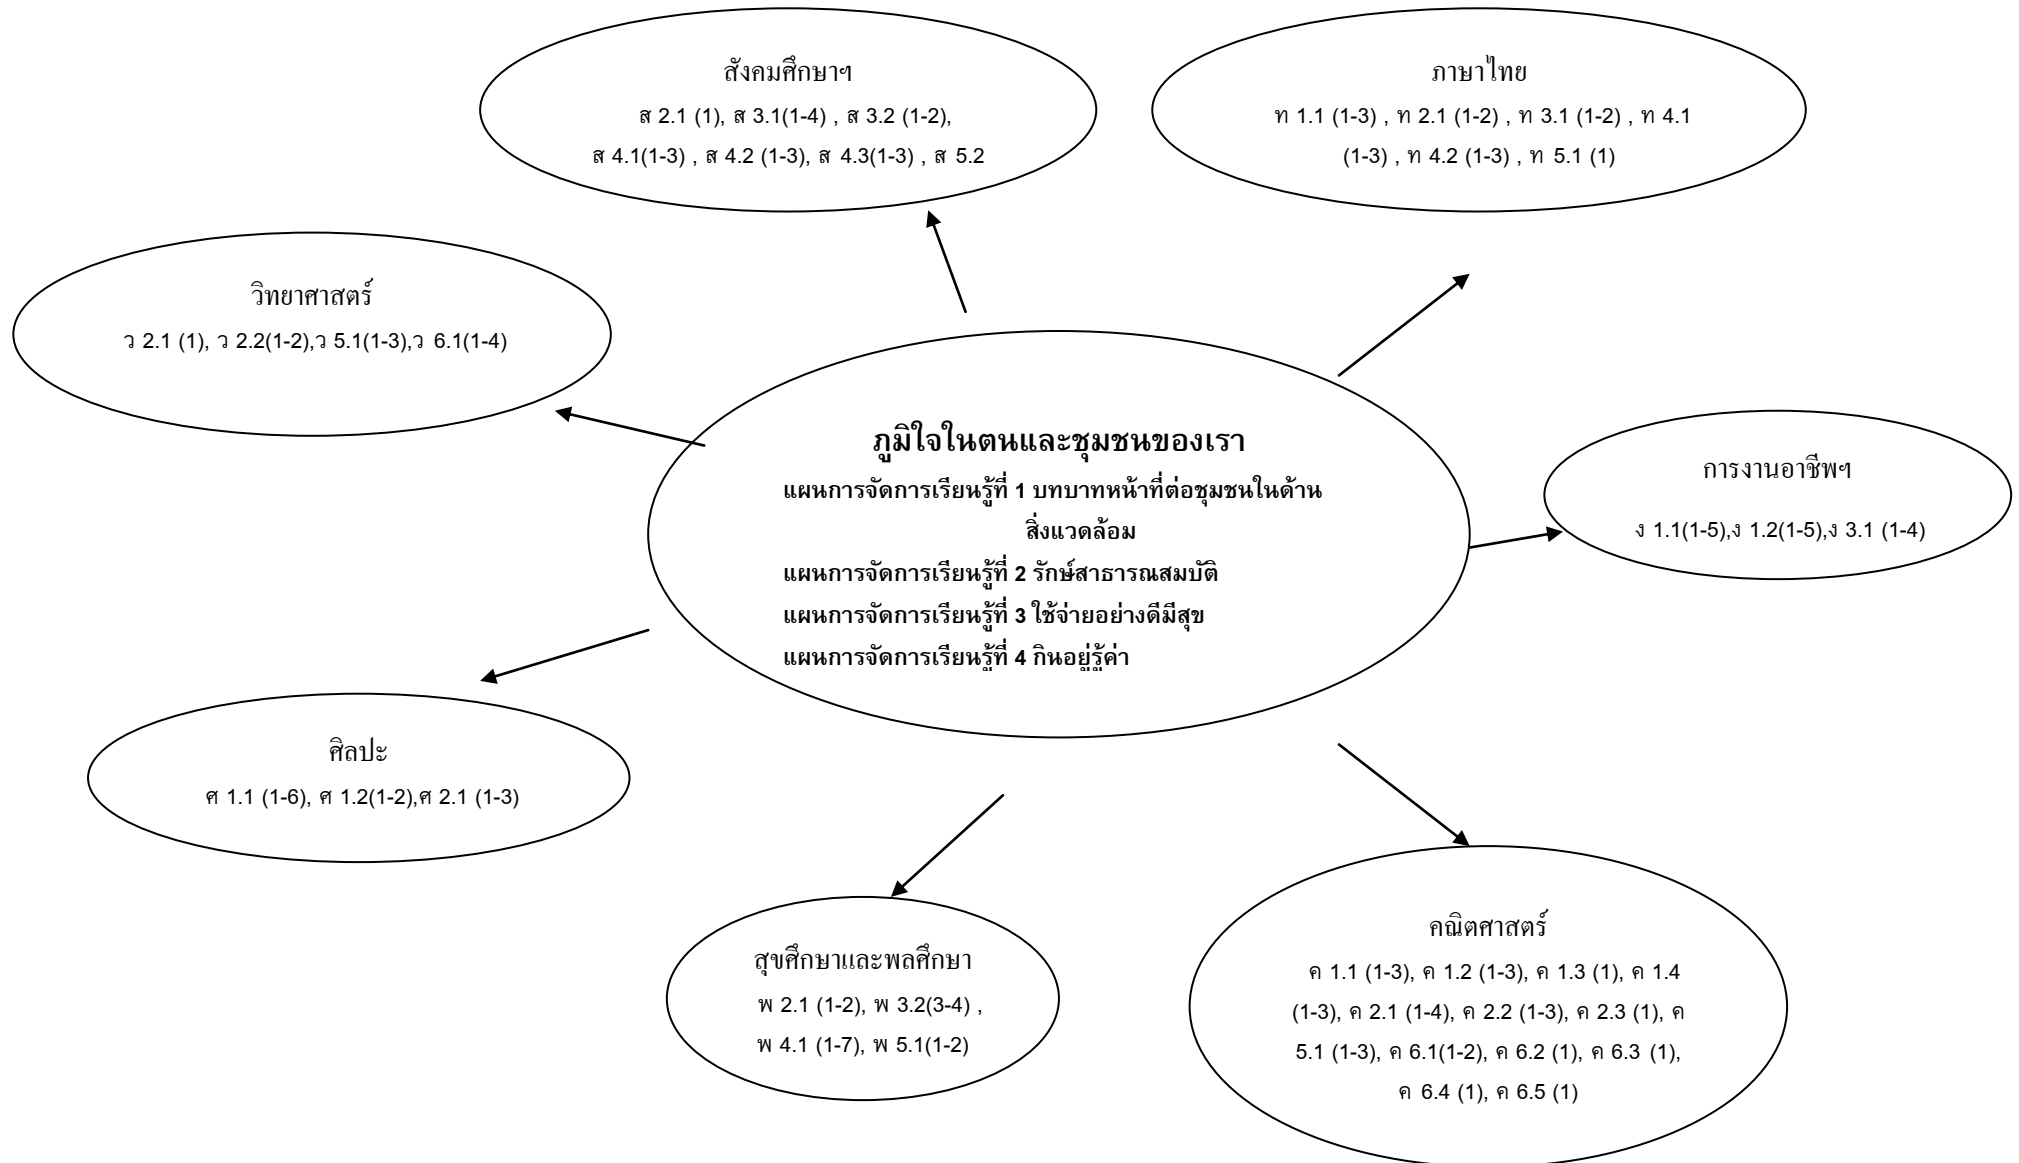 สังคมศึกษาฯ
ส 2.1 (1), ส 3.1(1-4) , ส 3.2 (1-2),
ส 4.1(1-3) , ส 4.2 (1-3), ส 4.3(1-3) , ส 5.2
ภาษาไทย
ท 1.1 (1-3) , ท 2.1 (1-2) , ท 3.1 (1-2) , ท 4.1
(1-3) , ท 4.2 (1-3) , ท 5.1 (1)
วิทยาศาสตร์
ว 2.1 (1), ว 2.2(1-2),ว 5.1(1-3),ว 6.1(1-4)
ภูมิใจในตนและชุมชนของเรา
แผนการจัดการเรียนรู้ที่ 1 บทบาทหน้าที่ต่อชุมชนในด้าน
สิ่งแวดล้อม
แผนการจัดการเรียนรู้ที่ 2 รักษ์สาธารณสมบัติ
แผนการจัดการเรียนรู้ที่ 3 ใช้จ่ายอย่างดีมีสุข
แผนการจัดการเรียนรู้ที่ 4 กินอยู่รู้ค่า
การงานอาชีพฯ
ง 1.1(1-5),ง 1.2(1-5),ง 3.1 (1-4)
ศิลปะ
ศ 1.1 (1-6), ศ 1.2(1-2),ศ 2.1 (1-3)
สุขศึกษาและพลศึกษา
พ 2.1 (1-2), พ 3.2(3-4) ,
พ 4.1 (1-7), พ 5.1(1-2)
คณิตศาสตร์
ค 1.1 (1-3), ค 1.2 (1-3), ค 1.3 (1), ค 1.4
(1-3), ค 2.1 (1-4), ค 2.2 (1-3), ค 2.3 (1), ค
5.1 (1-3), ค 6.1(1-2), ค 6.2 (1), ค 6.3 (1),
ค 6.4 (1), ค 6.5 (1)